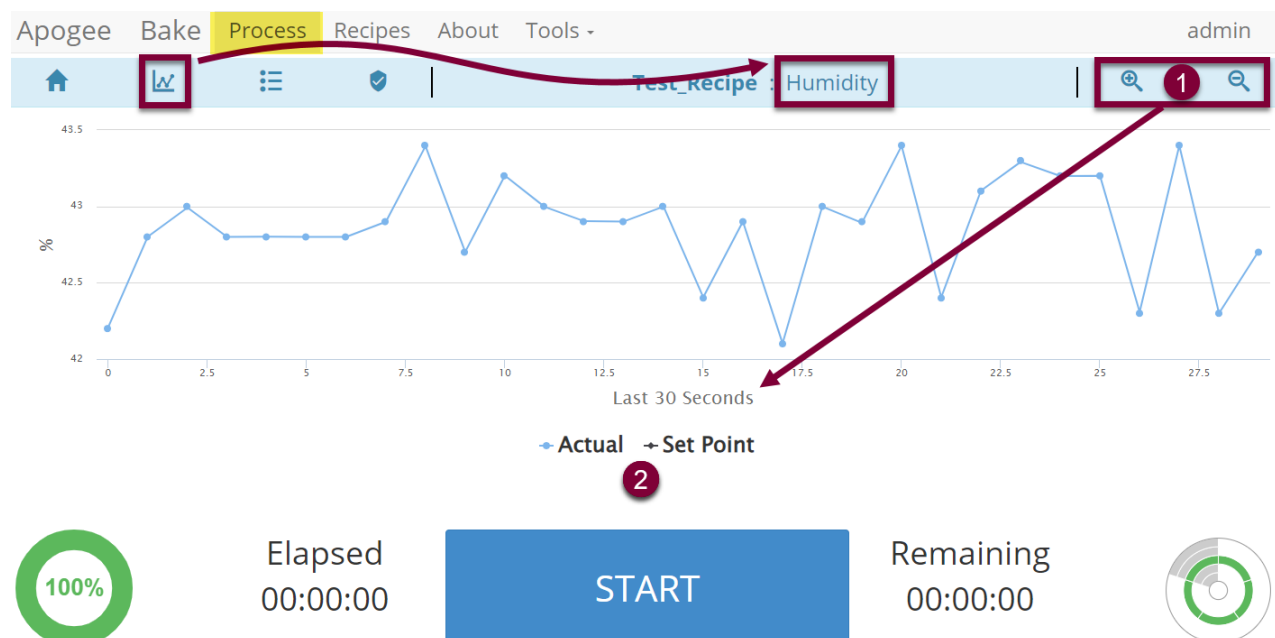 Apogee Bake Process Recipes About Tools admin
Test_Recipe : Humidity
1
43.5
43
42.5
42
%
0 2.5 5 7.5 10 12.5 15 17.5 20 22.5 25 27.5
Last 30 Seconds
Actual Set Point
2
100%
Elapsed
00:00:00
START
Remaining
00:00:00